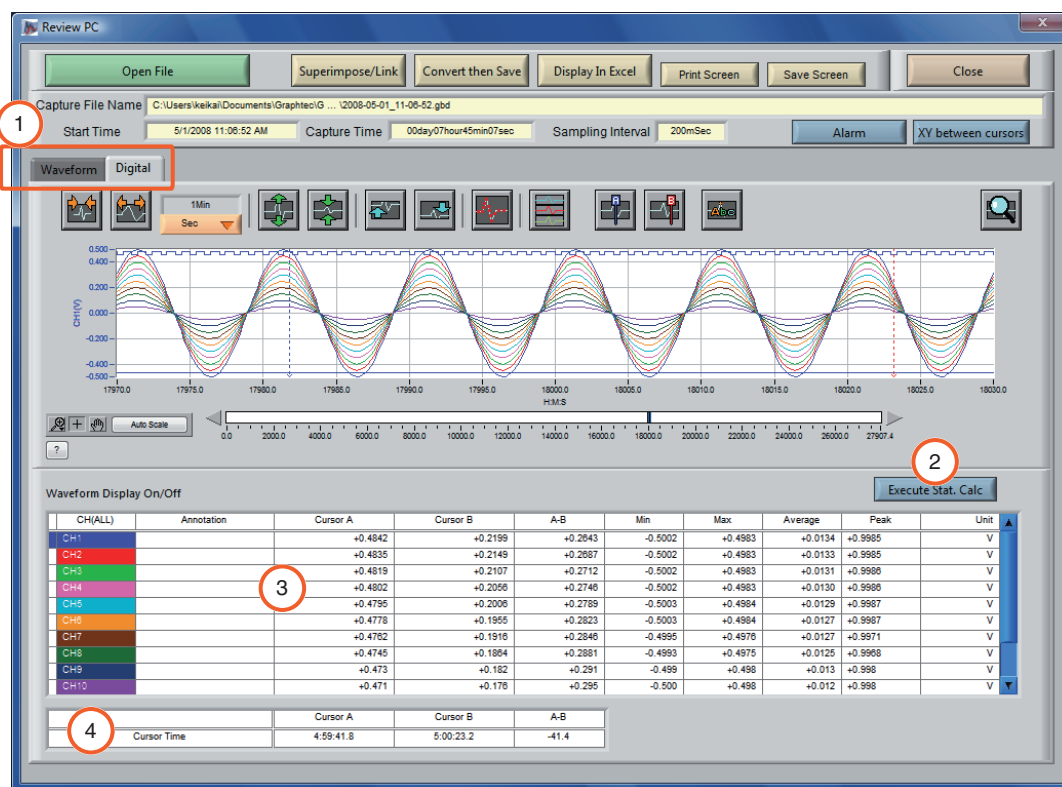 Review PC
X
Open File Superimpose/Link Convert then Save Display In Excel Print Screen Save Screen Close
Capture File Name C:\Users\keikai\Documents\Graphtec\G ... \2008-05-01_11-06-52.gbd
1
Start Time 5/1/2008 11:06:52 AM Capture Time 00day07hour45min07sec Sampling Interval 200mSec Alarm XY between cursors
Waveform Digital
1Min
Sec
A B Abc
CH1(V)
0.500
0.400
0.200
0.000
-0.200
-0.400
-0.500
17970.0 17975.0 17980.0 17985.0 17990.0 17995.0 18000.0 18005.0 18010.0 18015.0 18020.0 18025.0 18030.0
H:M:S
Auto Scale
0.0 2000.0 4000.0 6000.0 8000.0 10000.0 12000.0 14000.0 16000.0 18000.0 20000.0 22000.0 24000.0 26000.0 27907.4
?
2
Waveform Display On/Off Execute Stat. Calc
CH(ALL) Annotation Cursor A Cursor B A-B Min Max Average Peak Unit
CH1 +0.4842 +0.2199 +0.2643 -0.5002 +0.4983 +0.0134 +0.9985 V
CH2 +0.4835 +0.2149 +0.2687 -0.5002 +0.4983 +0.0133 +0.9985 V
CH3 +0.4819 +0.2107 +0.2712 -0.5002 +0.4983 +0.0131 +0.9986 V
CH4 +0.4802 +0.2056 +0.2746 -0.5002 +0.4983 +0.0130 +0.9986 V
3
CH5 +0.4795 +0.2006 +0.2789 -0.5003 +0.4984 +0.0129 +0.9987 V
CH6 +0.4778 +0.1955 +0.2823 -0.5003 +0.4984 +0.0127 +0.9987 V
CH7 +0.4762 +0.1916 +0.2846 -0.4995 +0.4976 +0.0127 +0.9971 V
CH8 +0.4745 +0.1864 +0.2881 -0.4993 +0.4975 +0.0125 +0.9968 V
CH9 +0.473 +0.182 +0.291 -0.499 +0.498 +0.013 +0.998 V
CH10 +0.471 +0.176 +0.295 -0.500 +0.498 +0.012 +0.998 V
Cursor A Cursor B A-B
4
Cursor Time 4:59:41.8 5:00:23.2 -41.4